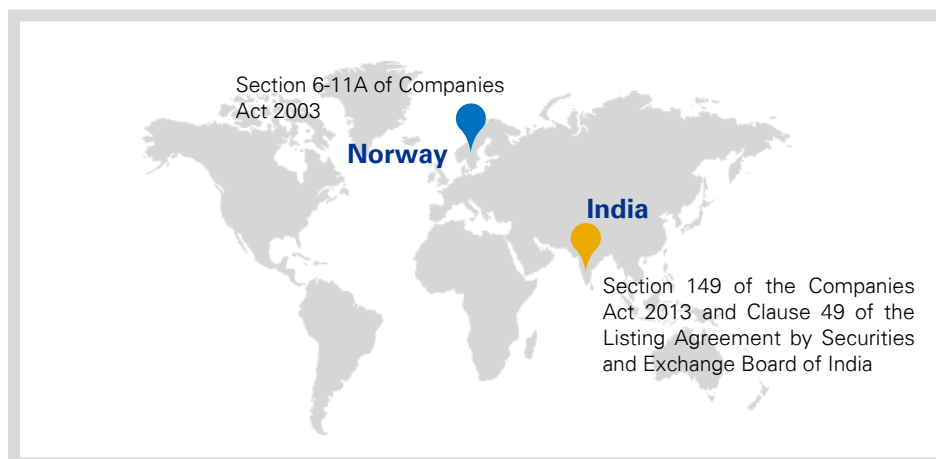 Section 6-11A of Companies
Act 2003
Norway
India
Section 149 of the Companies
Act 2013 and Clause 49 of the
Listing Agreement by Securities
and Exchange Board of India